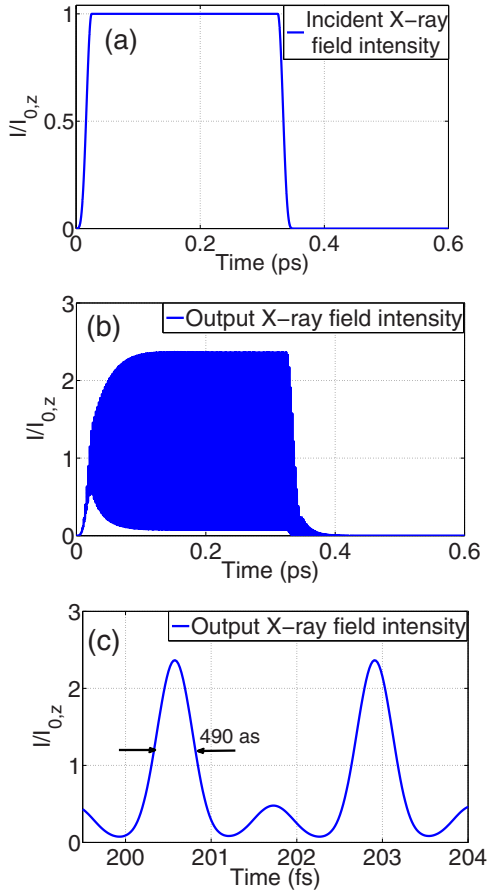 (a)
Incident X-ray
field intensity
I/I0,z
1
0.5
0
0 0.2 0.4 0.6
Time (ps)
(b)
Output X-ray field intensity
I/I0,z
3
2
1
0
0 0.2 0.4 0.6
Time (ps)
(c)
Output X-ray field intensity
I/I0,z
3
2
1
0
490 as
200 201 202 203 204
Time (fs)